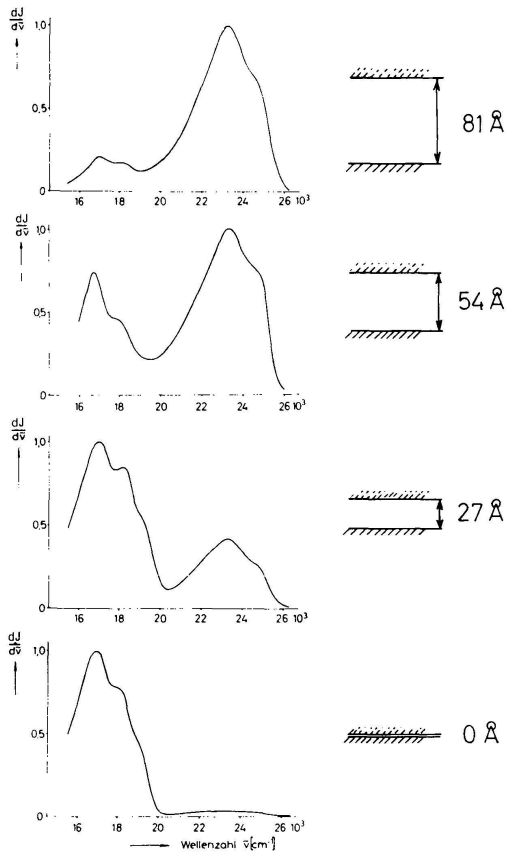 dJ
dν̄
1,0
0,5
0
16 18 20 22 24 26 10³
81 Å
dJ
dν̄
1,0
0,5
0
16 18 20 22 24 26 10³
54 Å
dJ
dν̄
1,0
0,5
0
16 18 20 22 24 26 10³
27 Å
dJ
dν̄
1,0
0,5
0
16 18 20 22 24 26 10³
0 Å
Wellenzahl ν̄[cm⁻¹]